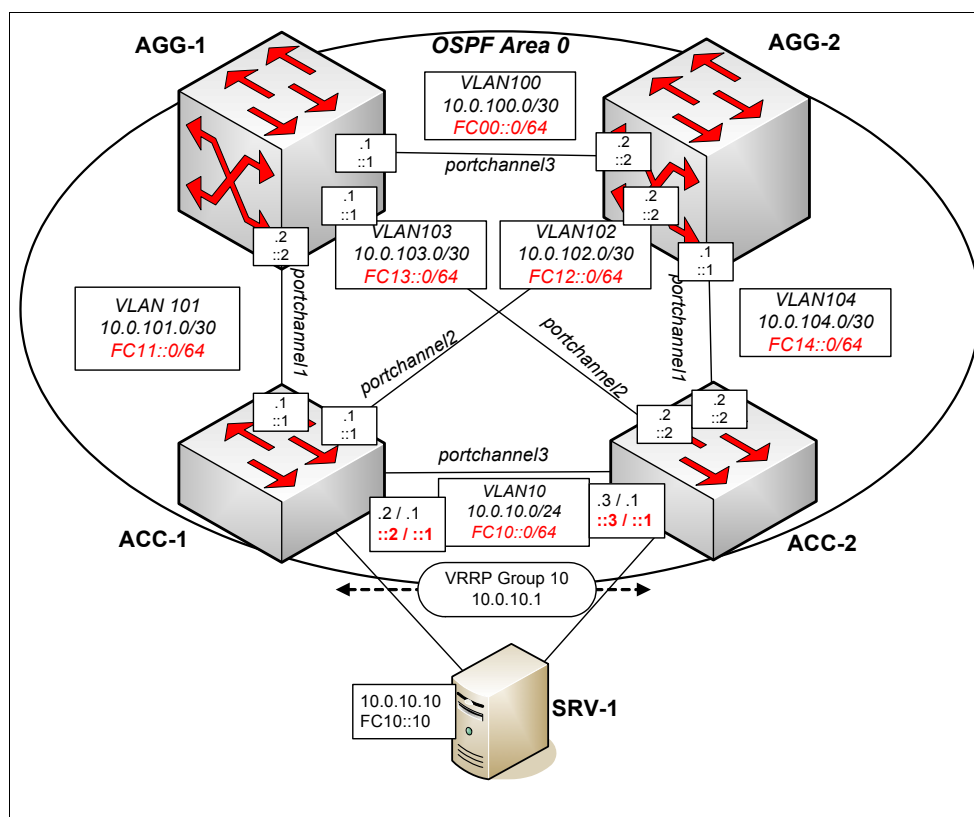 AGG-1
OSPF Area 0
AGG-2
VLAN100
10.0.100.0/30
FC00::0/64
.1
::1
portchannel3
.2
::2
.1
::1
.2
::2
.2
::2
VLAN103
10.0.103.0/30
FC13::0/64
VLAN102
10.0.102.0/30
FC12::0/64
.1
::1
VLAN 101
10.0.101.0/30
FC11::0/64
portchannel1
portchannel2
portchannel2
portchannel1
VLAN104
10.0.104.0/30
FC14::0/64
.1
::1
.1
::1
.2
::2
.2
::2
portchannel3
ACC-1
.2 / .1
::2 / ::1
VLAN10
10.0.10.0/24
FC10::0/64
.3 / .1
::3 / ::1
ACC-2
VRRP Group 10
10.0.10.1
10.0.10.10
FC10::10
SRV-1